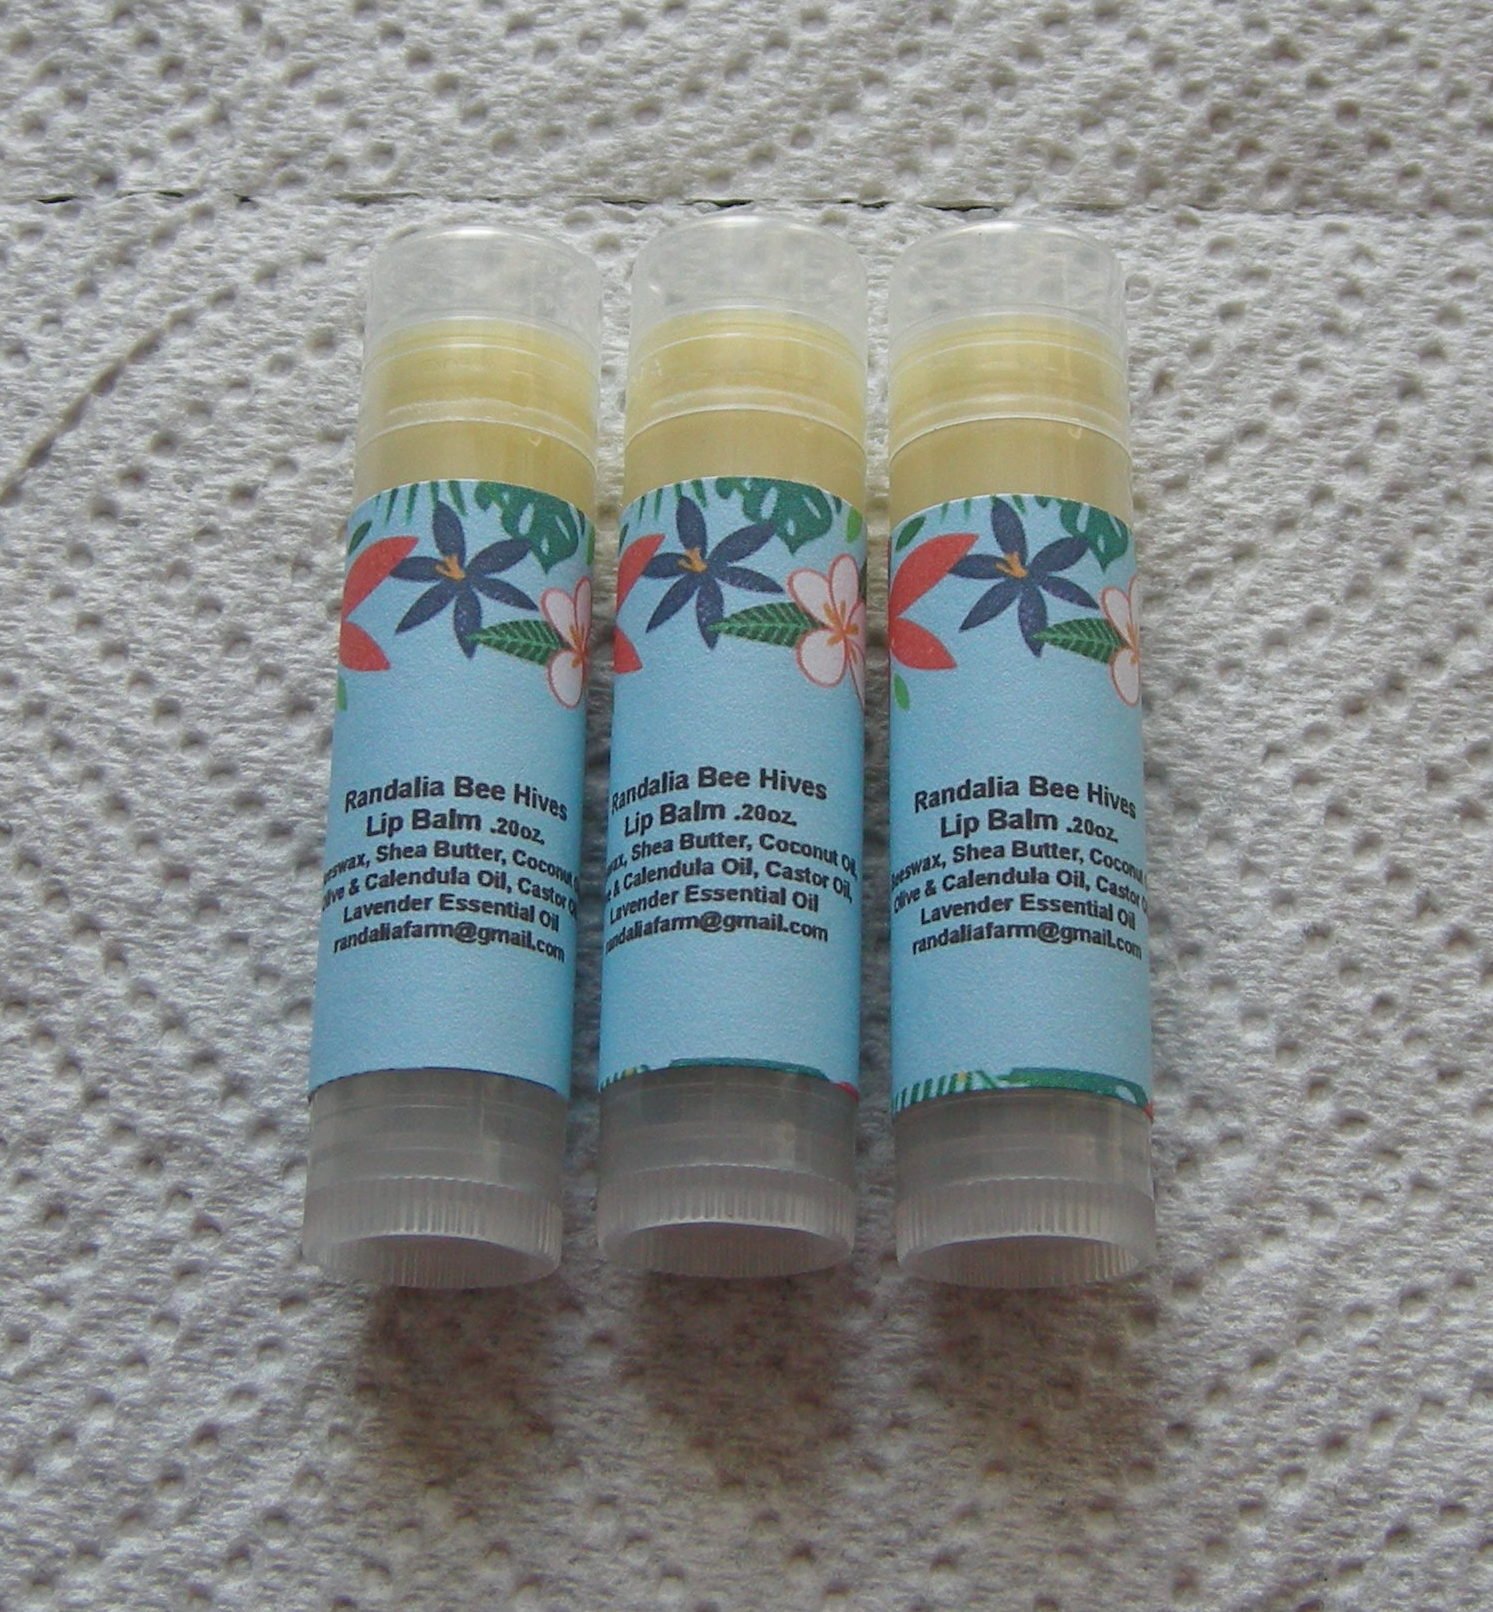 Randalia Bee Hives
Lip Balm .20oz.
Beeswax, Shea Butter, Coconut
Olive & Calendula Oil, Castor
Lavender Essential Oil
randaliafarm@gmail.com
Randalia Bee Hives
Lip Balm .20oz.
Shea Butter, Coconut Oil,
& Calendula Oil, Castor Oil,
Lavender Essential Oil
randaliafarm@gmail.com
Randalia Bee Hives
Lip Balm .20oz.
Beeswax, Shea Butter, Coconut
Olive & Calendula Oil, Castor
Lavender Essential Oil
randaliafarm@gmail.com